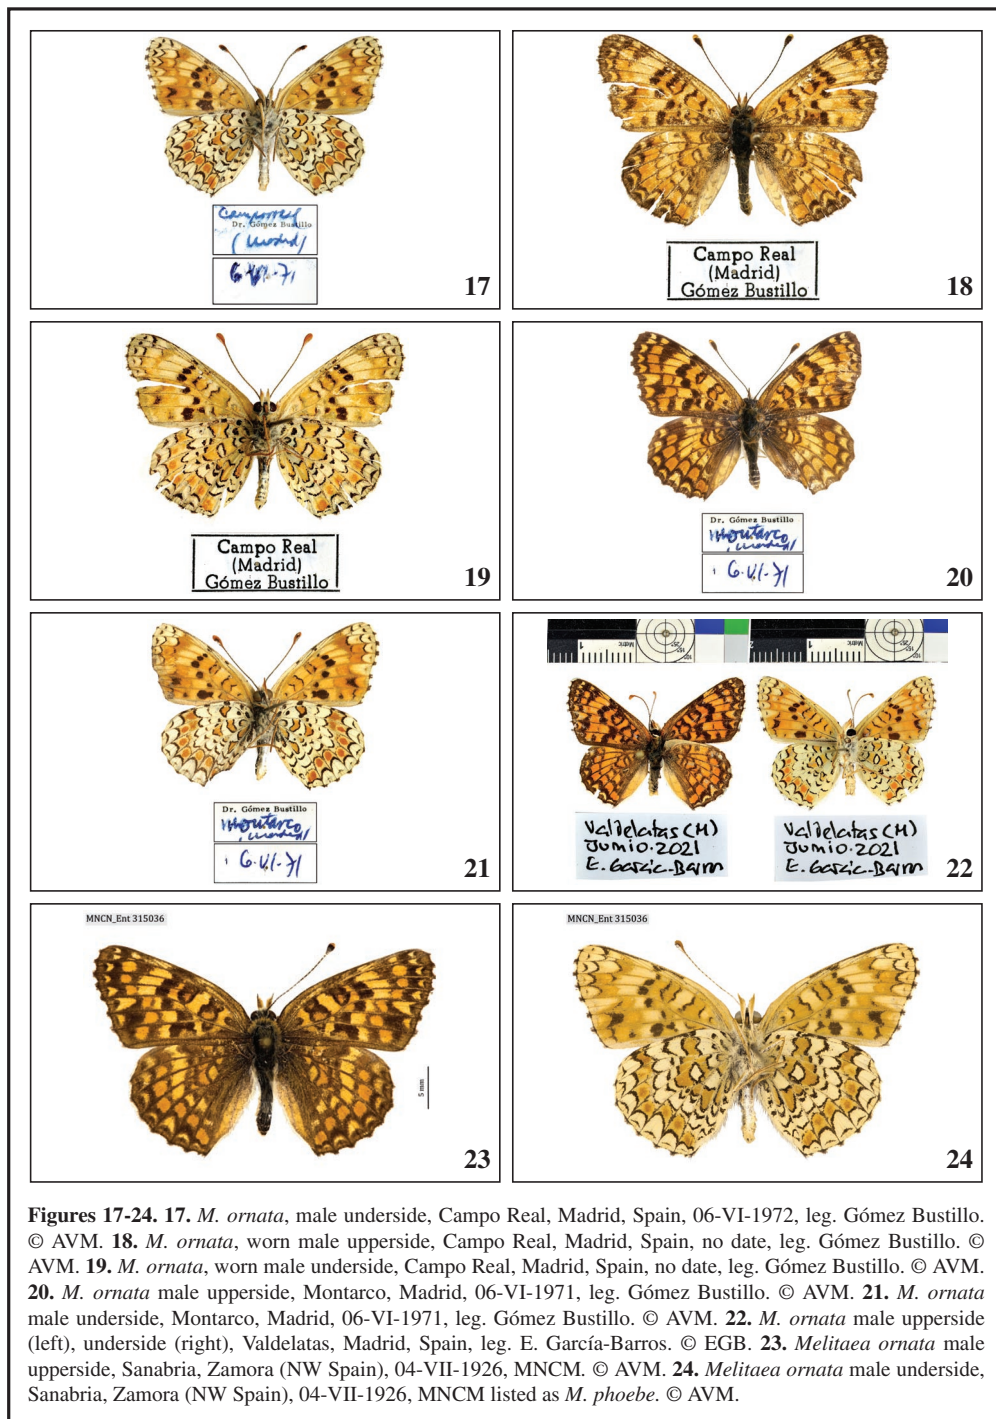 Camporeal
Dr. Gómez Bustillo
(Madrid)
6-VI-71
17
Campo Real
(Madrid)
Gómez Bustillo
18
Campo Real
(Madrid)
Gómez Bustillo
19
Dr. Gómez Bustillo
Montarco
(Madrid)
6-VI-71
20
Dr. Gómez Bustillo
Montarco
(Madrid)
6-VI-71
21
Metric 1
2 Metric 1
Valdelatas (M)
Junio-2021
E. García-Barros
Valdelatas (M)
Junio-2021
E. García-Barros
22
MNCN_Ent 315036
5 mm
23
MNCN_Ent 315036
24
Figures 17-24. 17. M. ornata, male underside, Campo Real, Madrid, Spain, 06-VI-1972, leg. Gómez Bustillo.
© AVM. 18. M. ornata, worn male upperside, Campo Real, Madrid, Spain, no date, leg. Gómez Bustillo. ©
AVM. 19. M. ornata, worn male underside, Campo Real, Madrid, Spain, no date, leg. Gómez Bustillo. © AVM.
20. M. ornata male upperside, Montarco, Madrid, 06-VI-1971, leg. Gómez Bustillo. © AVM. 21. M. ornata
male underside, Montarco, Madrid, 06-VI-1971, leg. Gómez Bustillo. © AVM. 22. M. ornata male upperside
(left), underside (right), Valdelatas, Madrid, Spain, leg. E. García-Barros. © EGB. 23. Melitaea ornata male
upperside, Sanabria, Zamora (NW Spain), 04-VII-1926, MNCM. © AVM. 24. Melitaea ornata male underside,
Sanabria, Zamora (NW Spain), 04-VII-1926, MNCM listed as M. phoebe. © AVM.